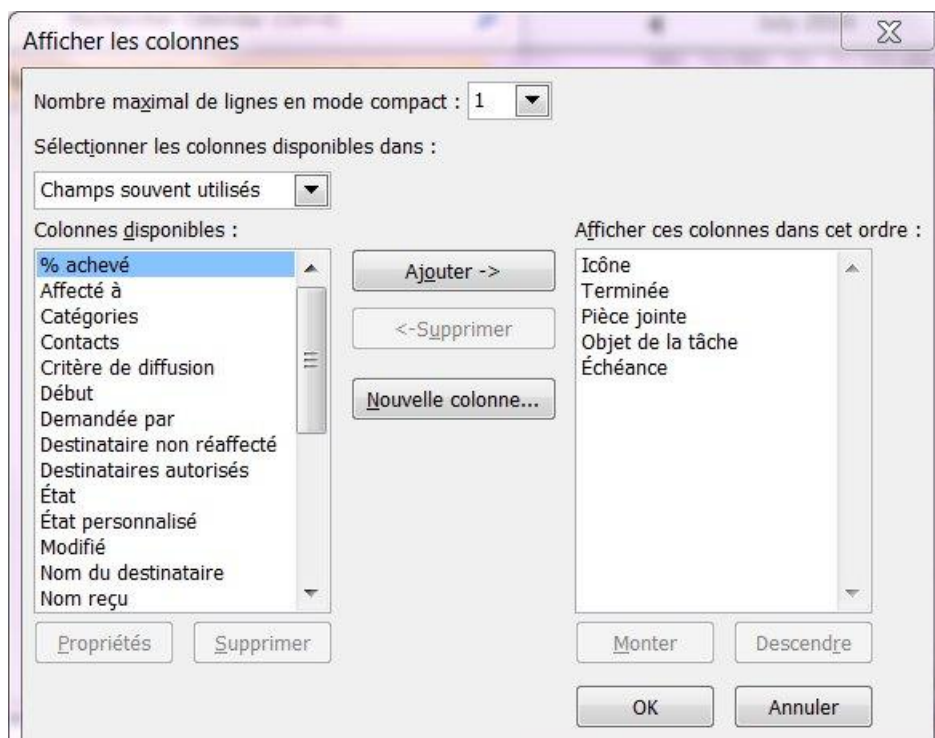 Afficher les colonnes
Nombre maximal de lignes en mode compact : 1
Sélectionner les colonnes disponibles dans :
Champs souvent utilisés
Colonnes disponibles :
% achevé
Affecté à
Catégories
Contacts
Critère de diffusion
Début
Demandée par
Destinataire non réaffecté
Destinataires autorisés
État
État personnalisé
Modifié
Nom du destinataire
Nom reçu
Propriétés
Supprimer
Ajouter ->
<-Supprimer
Nouvelle colonne...
Afficher ces colonnes dans cet ordre :
Icône
Terminée
Pièce jointe
Objet de la tâche
Échéance
Monter
Descendre
OK
Annuler